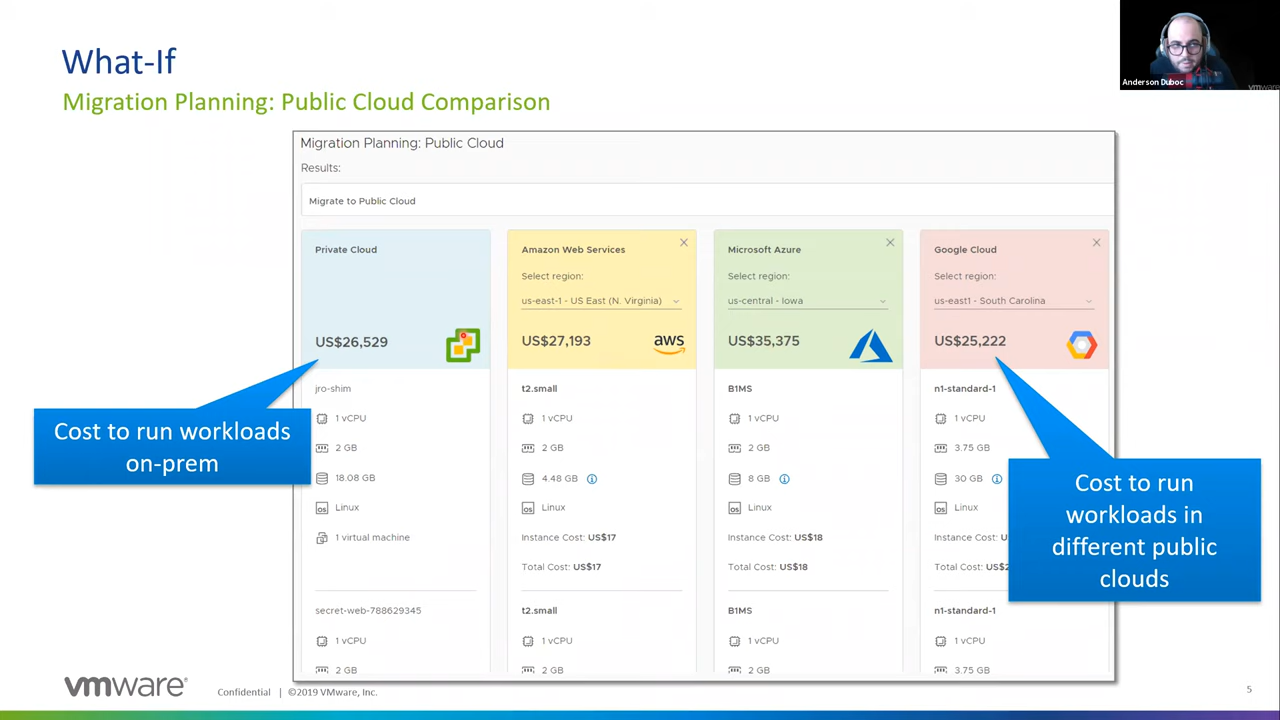 What-If
Migration Planning: Public Cloud Comparison
Anderson Duboc
vmware
Migration Planning: Public Cloud
Results:
Migrate to Public Cloud
Private Cloud
US$26,529
jro-shim
1 vCPU
2 GB
18.08 GB
OS Linux
1 virtual machine
secret-web-788629345
1 vCPU
2 GB
Amazon Web Services
Select region:
us-east-1 - US East (N. Virginia)
US$27,193
aws
t2.small
1 vCPU
2 GB
4.48 GB
OS Linux
Instance Cost: US$17
Total Cost: US$17
t2.small
1 vCPU
2 GB
Microsoft Azure
Select region:
us-central - Iowa
US$35,375
B1MS
1 vCPU
2 GB
8 GB
OS Linux
Instance Cost: US$18
Total Cost: US$18
B1MS
1 vCPU
2 GB
Google Cloud
Select region:
us-east1 - South Carolina
US$25,222
n1-standard-1
1 vCPU
3.75 GB
30 GB
OS Linux
Instance Cost:
Total Cost:
n1-standard-1
1 vCPU
3.75 GB
Cost to run workloads
on-prem
Cost to run
workloads in
different public
clouds
vmware
Confidential | ©2019 VMware, Inc.
5